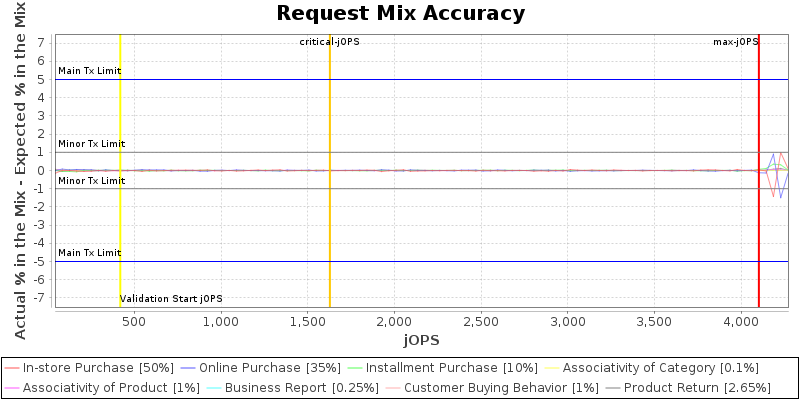 Request Mix Accuracy
Actual % in the Mix - Expected % in the Mix
critical-jOPS
max-jOPS
7
6
Main Tx Limit
5
4
3
2
Minor Tx Limit
1
0
Minor Tx Limit
-1
-2
-3
-4
Main Tx Limit
-5
-6
-7
Validation Start jOPS
500 1,000 1,500 2,000 2,500 3,000 3,500 4,000
jOPS
In-store Purchase [50%] Online Purchase [35%] Installment Purchase [10%] Associativity of Category [0.1%]
Associativity of Product [1%] Business Report [0.25%] Customer Buying Behavior [1%] Product Return [2.65%]